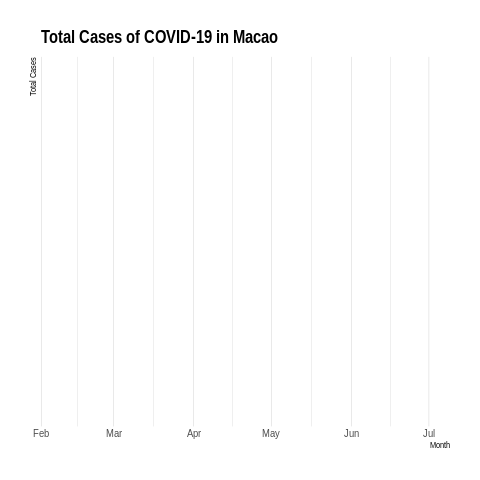 Total Cases of COVID-19 in Macao
Total Cases
Feb Mar Apr May Jun Jul
Month